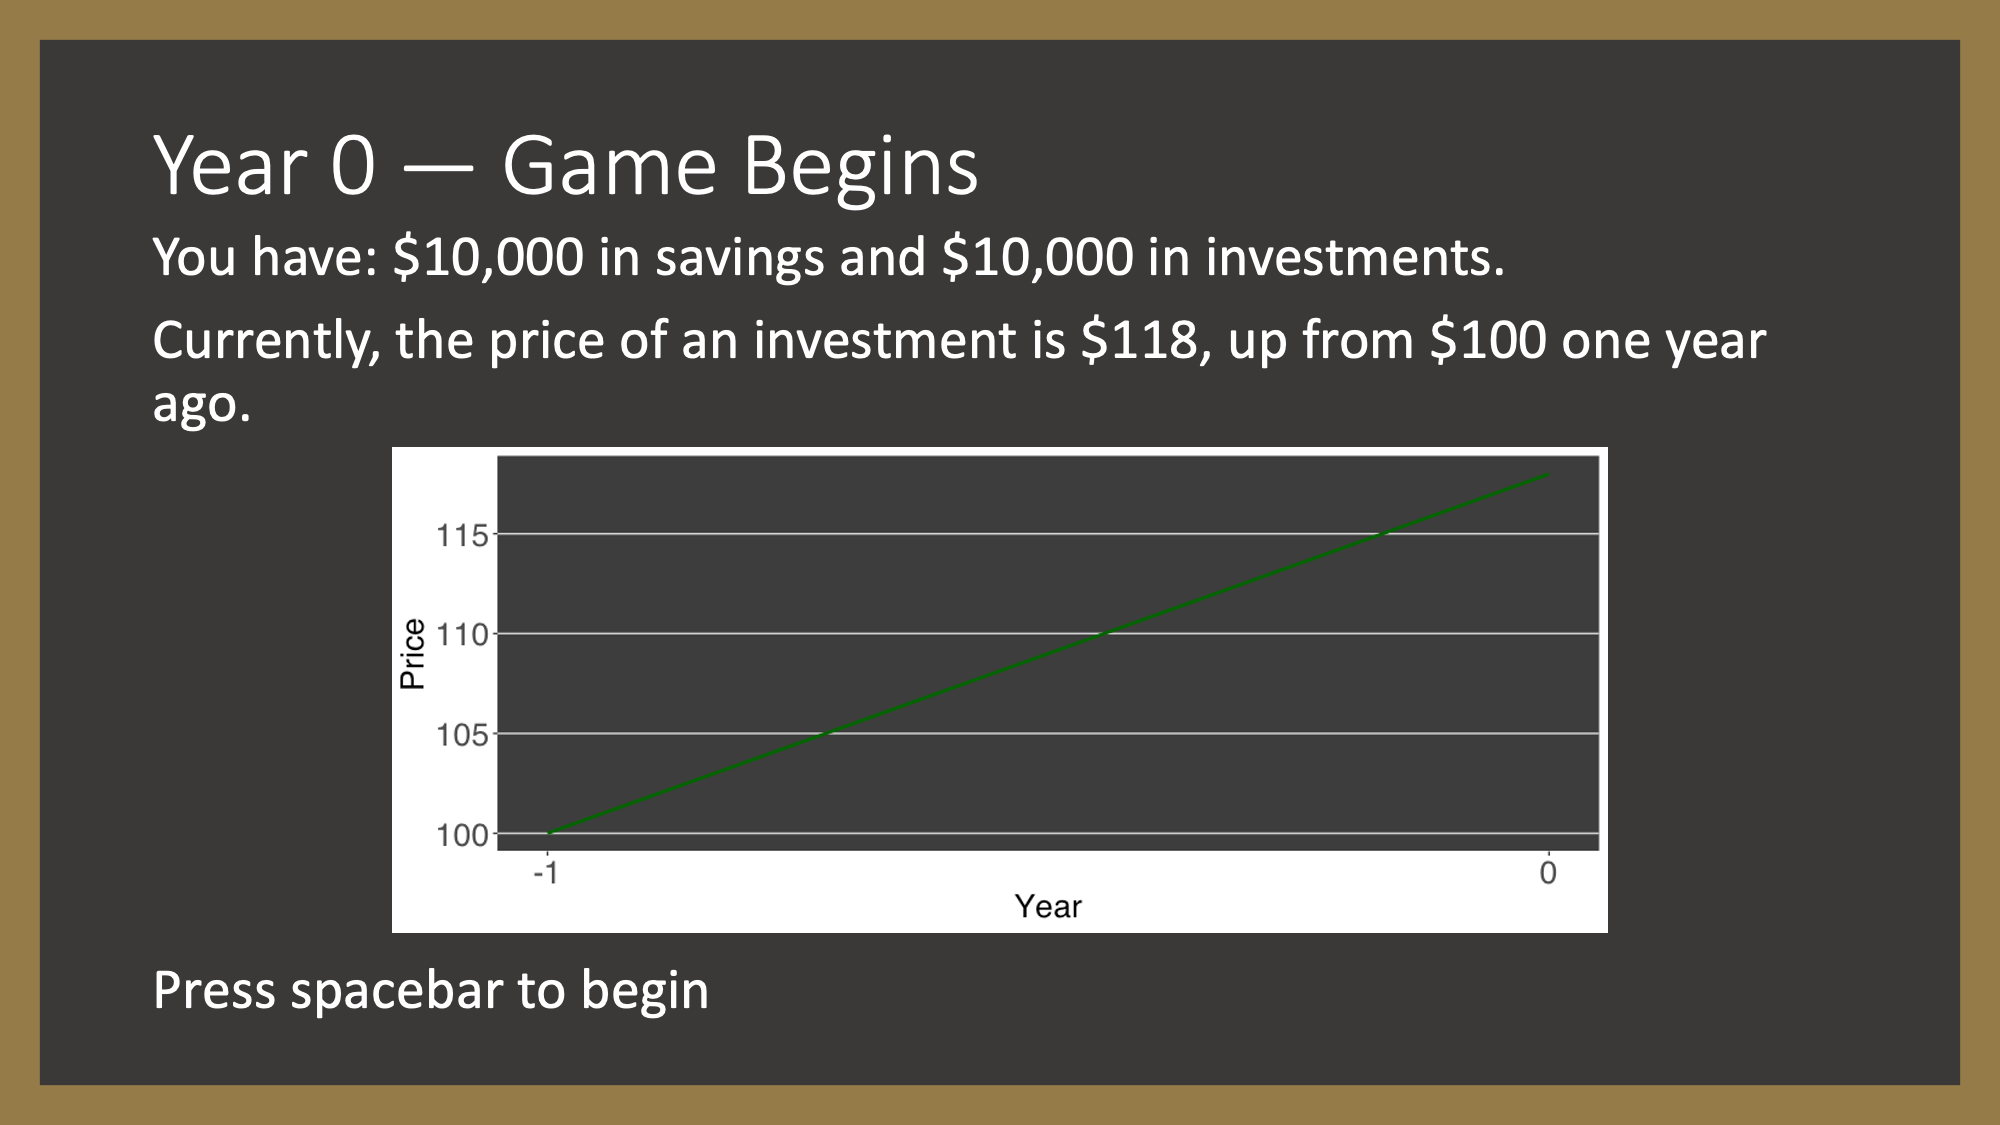 Year 0 — Game Begins
You have: $10,000 in savings and $10,000 in investments.
Currently, the price of an investment is $118, up from $100 one year
ago.
115
110
105
100
Price
-1
0
Year
Press spacebar to begin